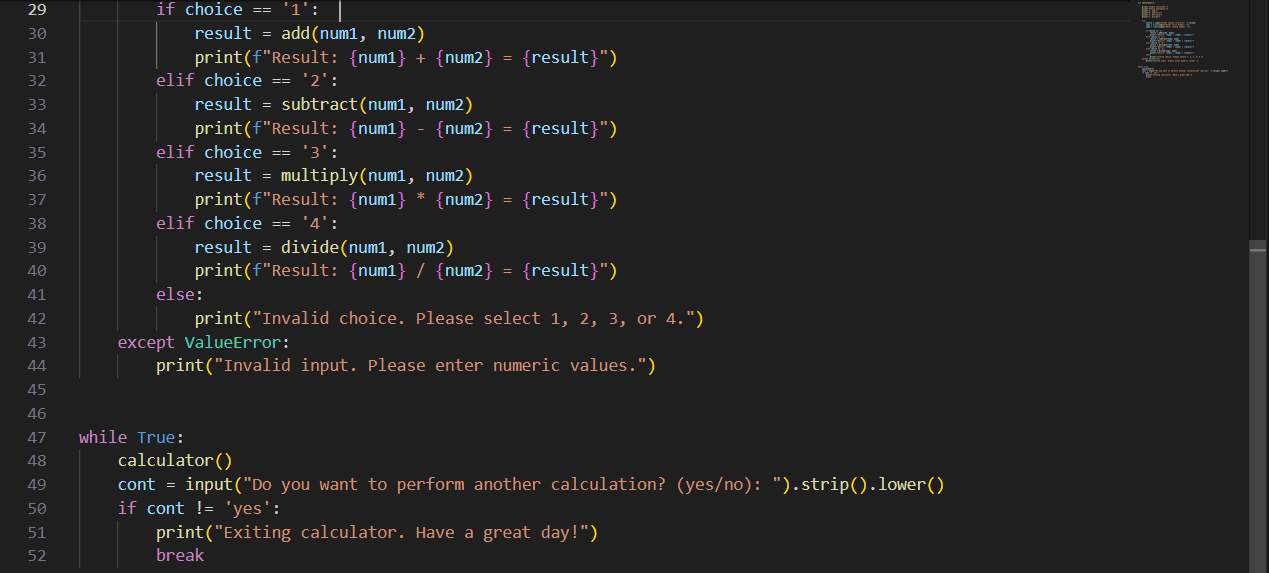 29 if choice == '1':
30 result = add(num1, num2)
31 print(f"Result: {num1} + {num2} = {result}")
32 elif choice == '2':
33 result = subtract(num1, num2)
34 print(f"Result: {num1} - {num2} = {result}")
35 elif choice == '3':
36 result = multiply(num1, num2)
37 print(f"Result: {num1} * {num2} = {result}")
38 elif choice == '4':
39 result = divide(num1, num2)
40 print(f"Result: {num1} / {num2} = {result}")
41 else:
42 print("Invalid choice. Please select 1, 2, 3, or 4.")
43 except ValueError:
44 print("Invalid input. Please enter numeric values.")
45
46
47 while True:
48 calculator()
49 cont = input("Do you want to perform another calculation? (yes/no): ").strip().lower()
50 if cont != 'yes':
51 print("Exiting calculator. Have a great day!")
52 break